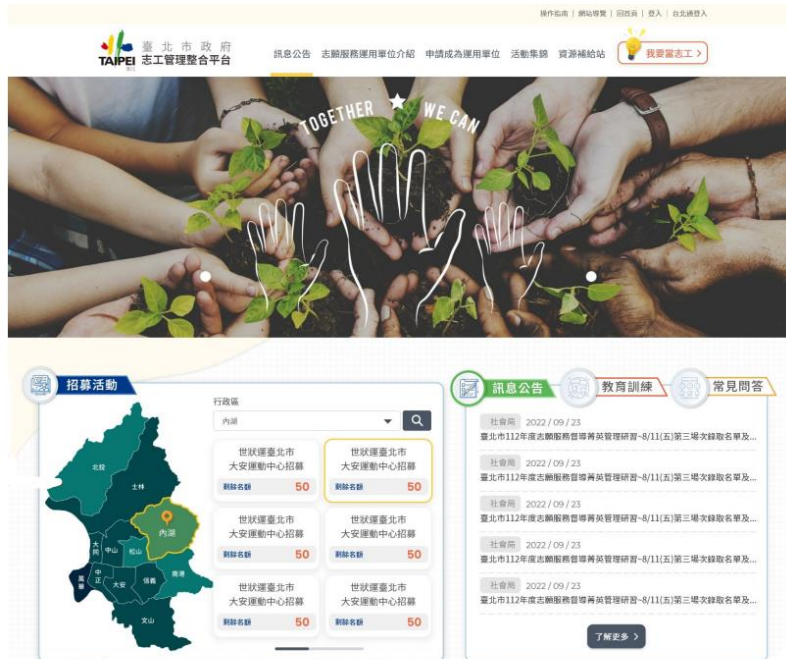 操作指南 | 網站導覽 | 回首頁 | 登入 | 台北通登入
TAIPEI
臺北市政府
志工管理整合平台
訊息公告 志願服務運用單位介紹 申請成為運用單位 活動集錦 資源補給站 我要當志工 >
TOGETHER WE CAN
招募活動
行政區
內湖
北投
士林
內湖
大同
中山
松山
南港
萬華
中正
大安
信義
文山
世狀運臺北市
大安運動中心招募
剩餘名額 50
世狀運臺北市
大安運動中心招募
剩餘名額 50
世狀運臺北市
大安運動中心招募
剩餘名額 50
世狀運臺北市
大安運動中心招募
剩餘名額 50
世狀運臺北市
大安運動中心招募
剩餘名額 50
世狀運臺北市
大安運動中心招募
剩餘名額 50
訊息公告 教育訓練 常見問答
社會局 2022/09/23
臺北市112年度志願服務督導菁英管理研習~8/11(五)第三場次錄取名單及...
社會局 2022/09/23
臺北市112年度志願服務督導菁英管理研習~8/11(五)第三場次錄取名單及...
社會局 2022/09/23
臺北市112年度志願服務督導菁英管理研習~8/11(五)第三場次錄取名單及...
社會局 2022/09/23
臺北市112年度志願服務督導菁英管理研習~8/11(五)第三場次錄取名單及...
社會局 2022/09/23
臺北市112年度志願服務督導菁英管理研習~8/11(五)第三場次錄取名單及...
了解更多 >